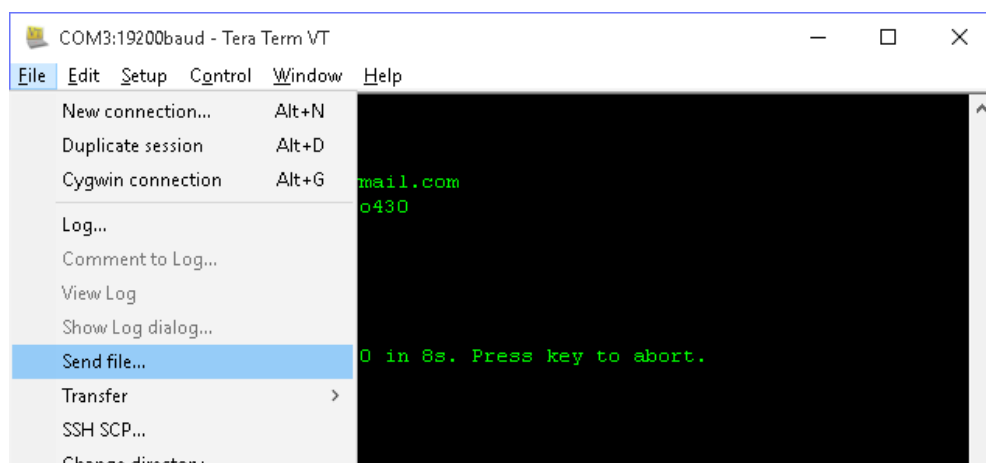 COM3:19200baud - Tera Term VT
File Edit Setup Control Window Help
New connection... Alt+N
Duplicate session Alt+D
Cygwin connection Alt+G
Log...
Comment to Log...
View Log
Show Log dialog...
Send file...
Transfer >
SSH SCP...
Change directory
mail.com
o430
0 in 8s. Press key to abort.